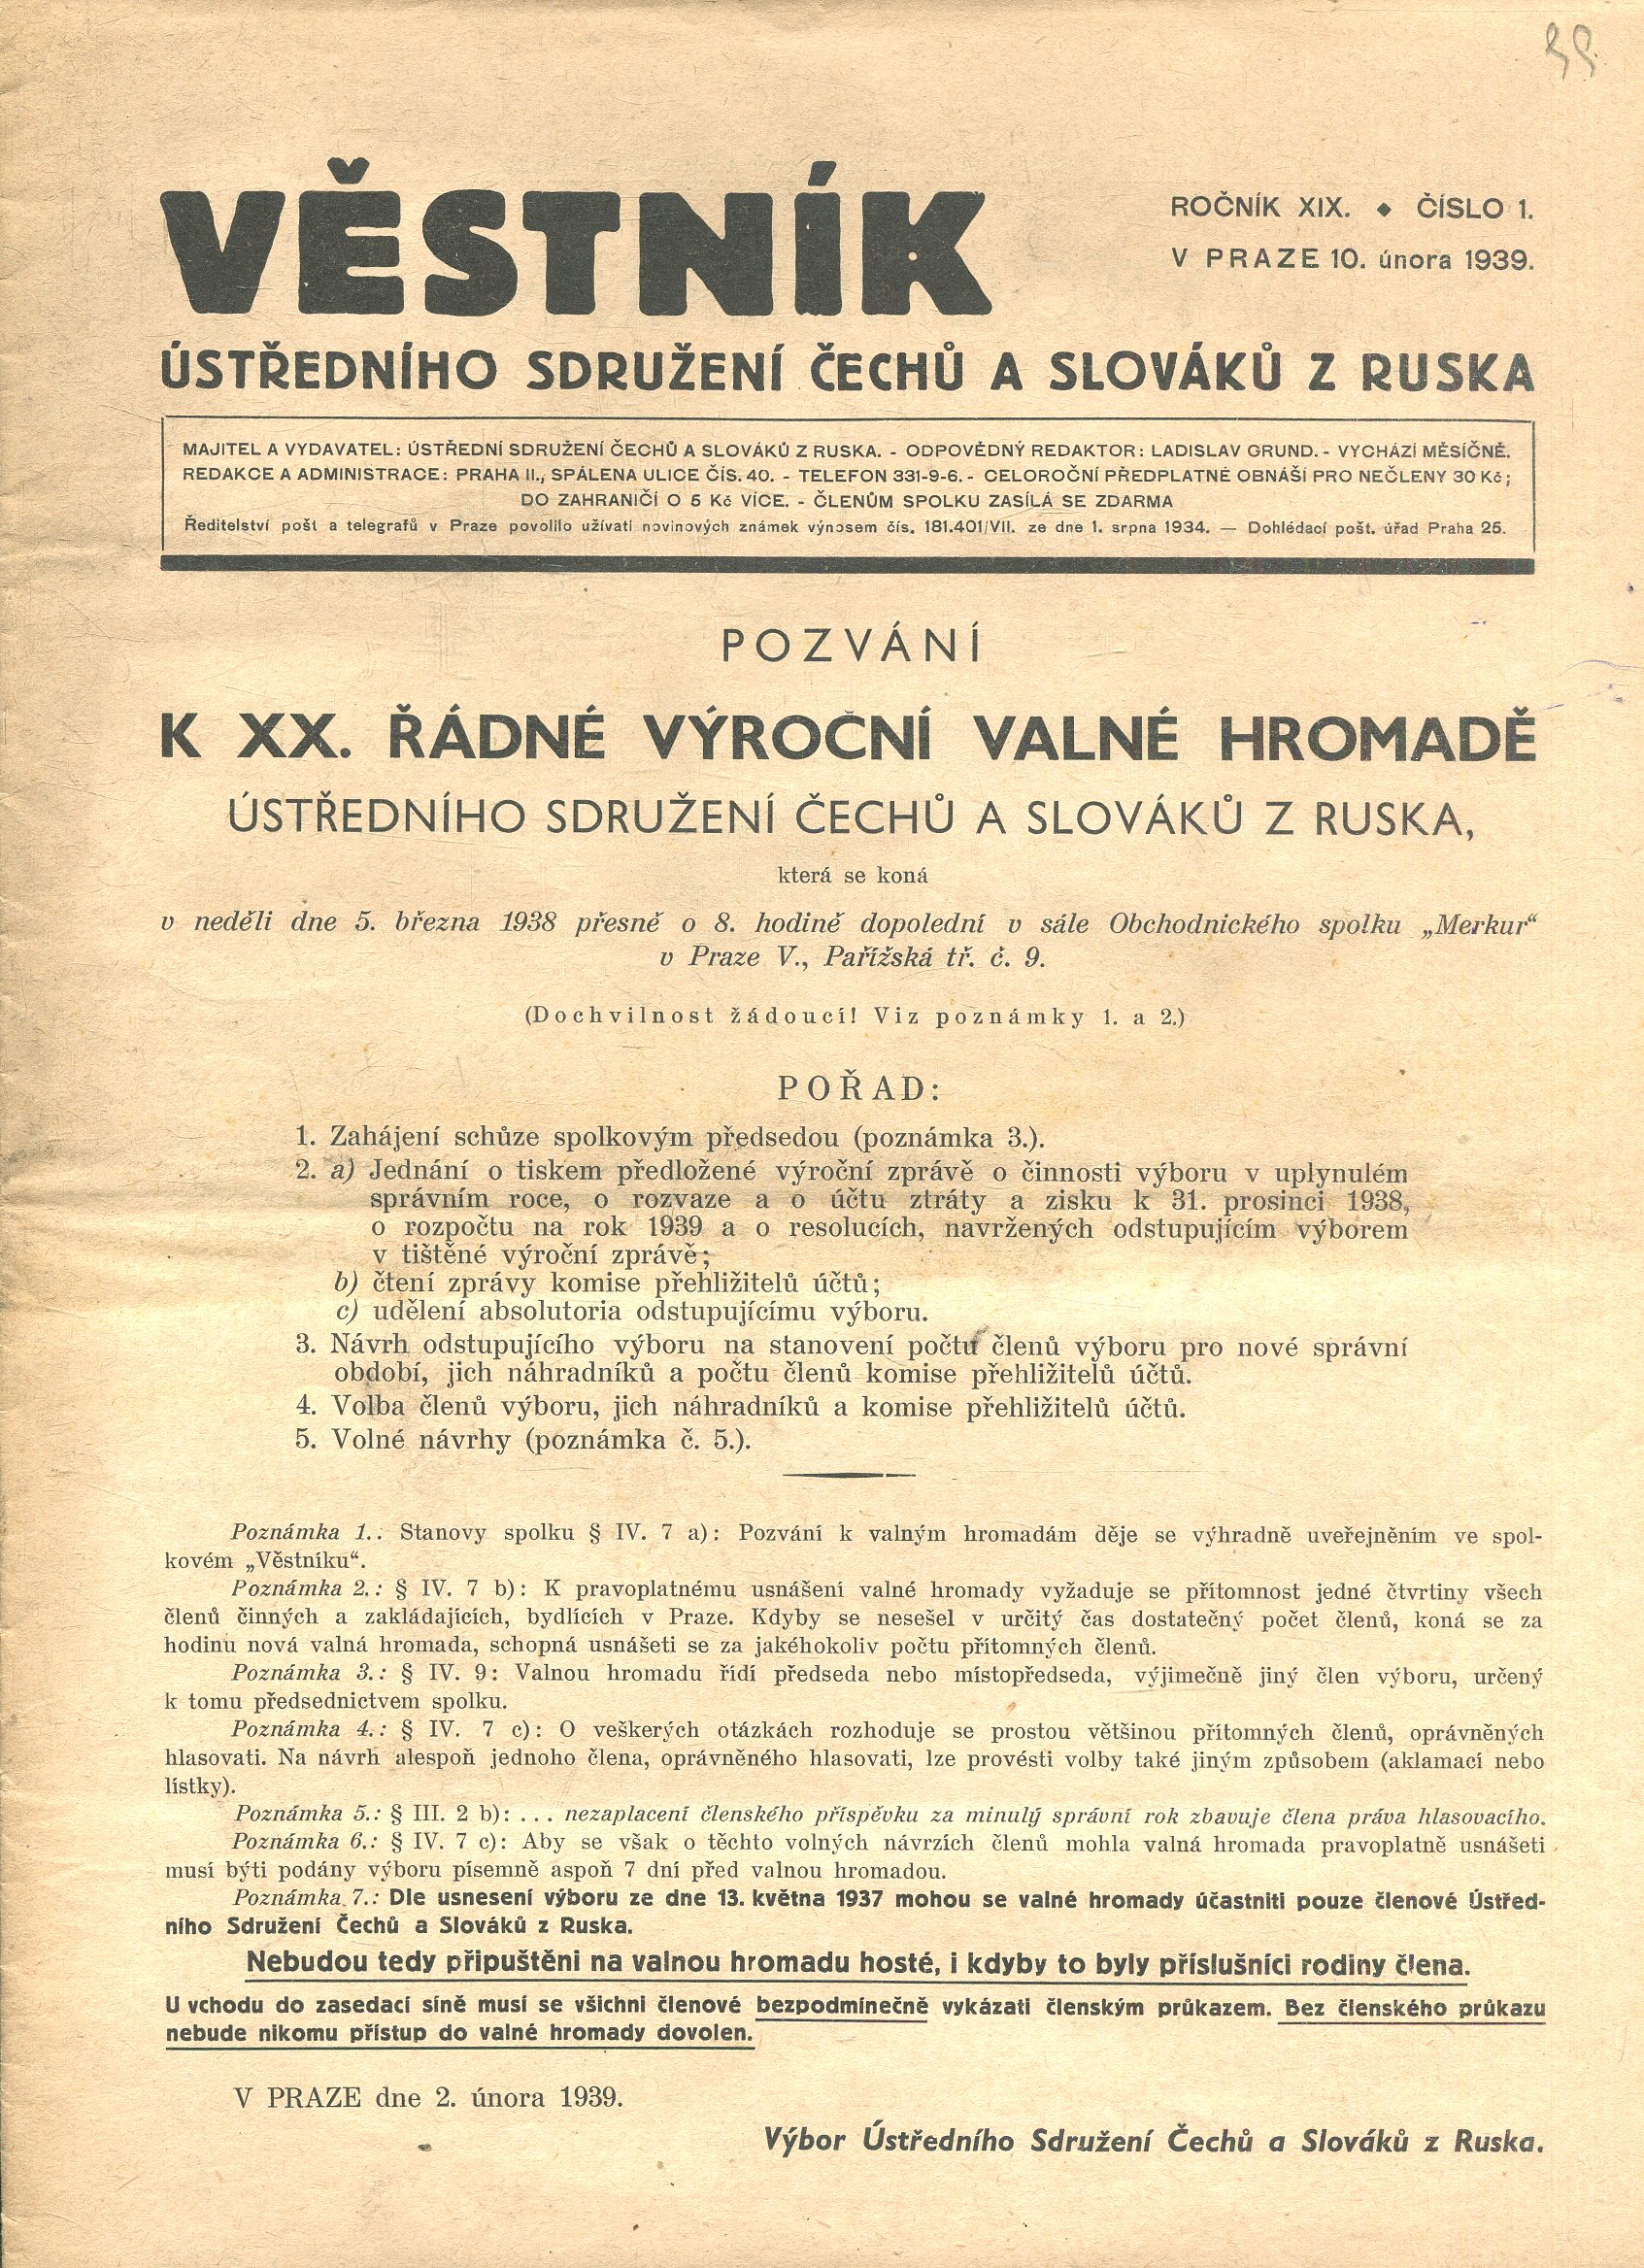 VĚSTNÍK
ROČNÍK XIX. ◆ ČÍSLO 1.
V PRAZE 10. února 1939.
ÚSTŘEDNÍHO SDRUŽENÍ ČECHŮ A SLOVÁKŮ Z RUSKA
MAJITEL A VYDAVATEL: ÚSTŘEDNÍ SDRUŽENÍ ČECHŮ A SLOVÁKŮ Z RUSKA. - ODPOVĚDNÝ REDAKTOR: LADISLAV GRUND. - VYCHÁZÍ MĚSÍČNĚ.
REDAKCE A ADMINISTRACE: PRAHA II., SPÁLENA ULICE ČÍS. 40. - TELEFON 331-9-6. - CELOROČNÍ PŘEDPLATNÉ OBNÁŠÍ PRO NEČLENY 30 Kč;
DO ZAHRANIČÍ O 5 Kč VÍCE. - ČLENŮM SPOLKU ZASÍLÁ SE ZDARMA
Ředitelství pošt a telegrafů v Praze povolilo užívati novinových známek výnosem čís. 181.401/VII. ze dne 1. srpna 1934. — Dohlédací pošt. úřad Praha 25.
POZVÁNÍ
K XX. ŘÁDNÉ VÝROČNÍ VALNÉ HROMADĚ
ÚSTŘEDNÍHO SDRUŽENÍ ČECHŮ A SLOVÁKŮ Z RUSKA,
která se koná
v neděli dne 5. března 1938 přesně o 8. hodině dopolední v sále Obchodnického spolku „Merkur“
v Praze V., Pařížská tř. č. 9.
(Dochvilnost žádoucí! Viz poznámky 1. a 2.)
POŘAD:
1. Zahájení schůze spolkovým předsedou (poznámka 3.).
2. a) Jednání o tiskem předložené výroční zprávě o činnosti výboru v uplynulém
správním roce, o rozvaze a o účtu ztráty a zisku k 31. prosinci 1938,
o rozpočtu na rok 1939 a o resolucích, navržených odstupujícím výborem
v tištěné výroční zprávě;
b) čtení zprávy komise přehližitelů účtů;
c) udělení absolutoria odstupujícímu výboru.
3. Návrh odstupujícího výboru na stanovení počtu členů výboru pro nové správní
období, jich náhradníků a počtu členů komise přehližitelů účtů.
4. Volba členů výboru, jich náhradníků a komise přehližitelů účtů.
5. Volné návrhy (poznámka č. 5.).
Poznámka 1.: Stanovy spolku § IV. 7 a): Pozvání k valným hromadám děje se výhradně uveřejněním ve spol-
kovém „Věstníku“.
Poznámka 2.: § IV. 7 b): K pravoplatnému usnášení valné hromady vyžaduje se přítomnost jedné čtvrtiny všech
členů činných a zakládajících, bydlících v Praze. Kdyby se nesešel v určitý čas dostatečný počet členů, koná se za
hodinu nová valná hromada, schopná usnášeti se za jakéhokoliv počtu přítomných členů.
Poznámka 3.: § IV. 9: Valnou hromadu řídí předseda nebo místopředseda, výjimečně jiný člen výboru, určený
k tomu předsednictvem spolku.
Poznámka 4.: § IV. 7 c): O veškerých otázkách rozhoduje se prostou většinou přítomných členů, oprávněných
hlasovati. Na návrh alespoň jednoho člena, oprávněného hlasovati, lze provésti volby také jiným způsobem (aklamací nebo
lístky).
Poznámka 5.: § III. 2 b): ... nezaplacení členského příspěvku za minulý správní rok zbavuje člena práva hlasovacího.
Poznámka 6.: § IV. 7 c): Aby se však o těchto volných návrzích členů mohla valná hromada pravoplatně usnášeti
musí býti podány výboru písemně aspoň 7 dní před valnou hromadou.
Poznámka 7.: Dle usnesení výboru ze dne 13. května 1937 mohou se valné hromady účastniti pouze členové Ústřed-
ního Sdružení Čechů a Slováků z Ruska.
Nebudou tedy připuštěni na valnou hromadu hosté, i kdyby to byly příslušníci rodiny člena.
U vchodu do zasedací síně musí se všichni členové bezpodmínečně vykázati členským průkazem. Bez členského průkazu
nebude nikomu přístup do valné hromady dovolen.
V PRAZE dne 2. února 1939.
Výbor Ústředního Sdružení Čechů a Slováků z Ruska.